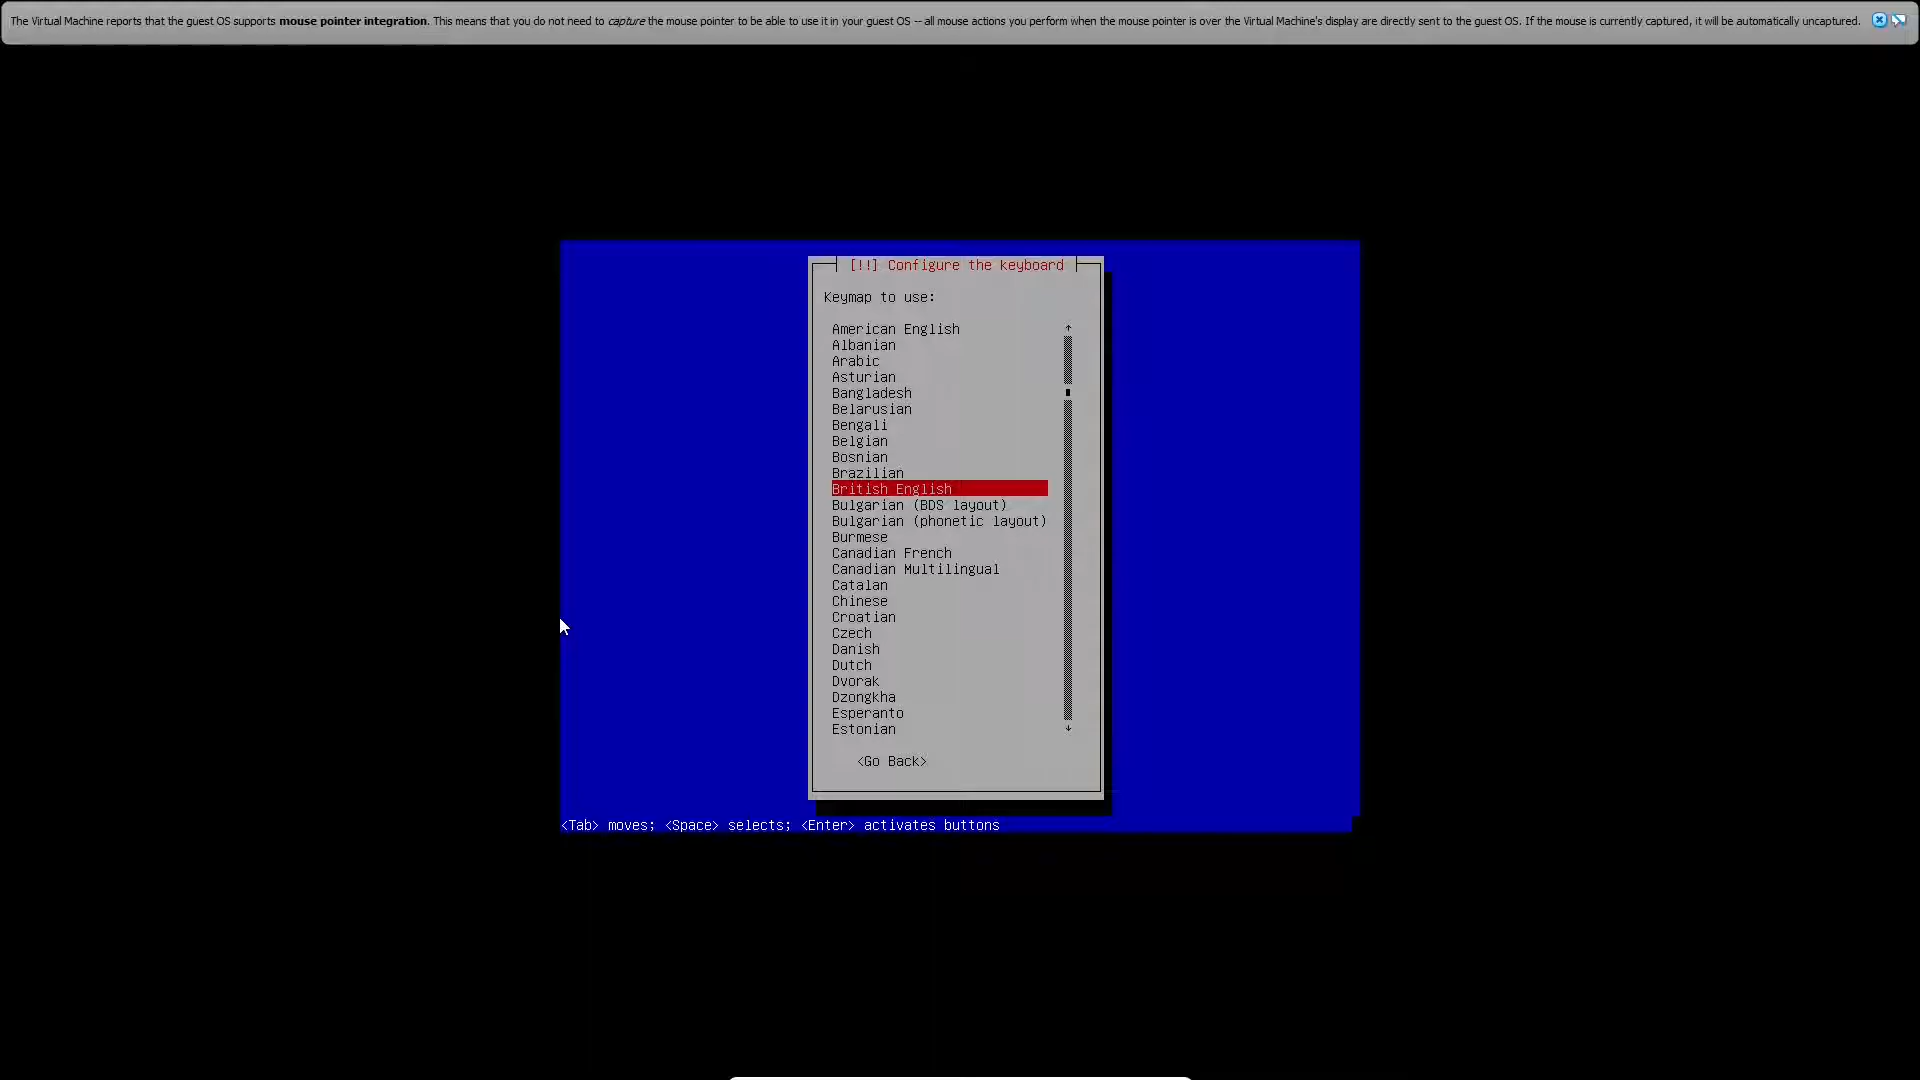 The Virtual Machine reports that the guest OS supports mouse pointer integration. This means that you do not need to capture the mouse pointer to be able to use it in your guest OS -- all mouse actions you perform when the mouse pointer is over the Virtual Machine's display are directly sent to the guest OS. If the mouse is currently captured, it will be automatically uncaptured.
[!!] Configure the keyboard
Keymap to use:
American English
Albanian
Arabic
Asturian
Bangladesh
Belarusian
Bengali
Belgian
Bosnian
Brazilian
British English
Bulgarian (BDS layout)
Bulgarian (phonetic layout)
Burmese
Canadian French
Canadian Multilingual
Catalan
Chinese
Croatian
Czech
Danish
Dutch
Dvorak
Dzongkha
Esperanto
Estonian
<Go Back>
<Tab> moves; <Space> selects; <Enter> activates buttons